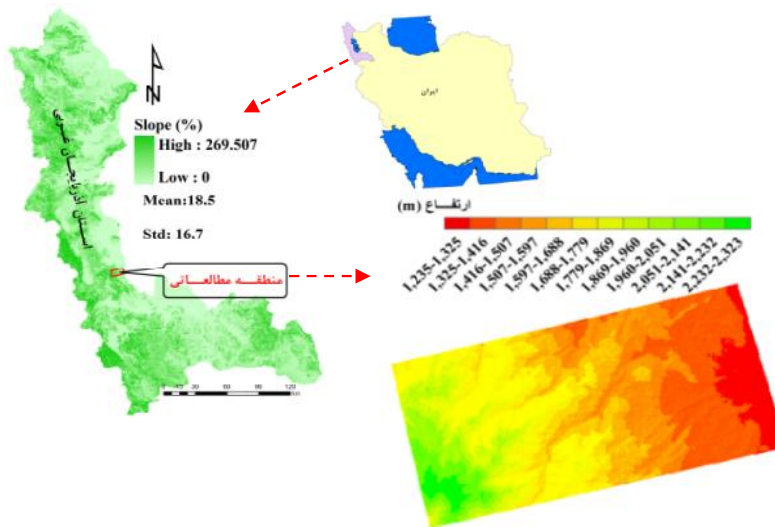 N
Slope (%)
High : 269.507
Low : 0
Mean:18.5
Std: 16.7
استان آذربایجان غربی
منطقه مطالعاتی
ایران
ارتفاع (m)
1,235-1,325
1,325-1,416
1,416-1,507
1,507-1,597
1,597-1,688
1,688-1,779
1,779-1,869
1,869-1,960
1,960-2,051
2,051-2,141
2,141-2,232
2,232-2,323